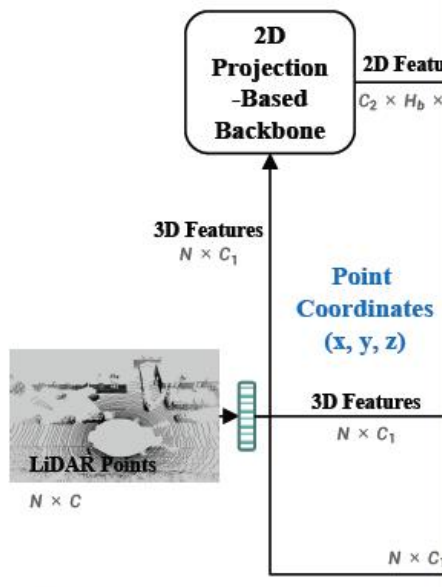 2D
Projection
-Based
Backbone
2D Featu
C₂ × H_b ×
3D Features
N × C₁
Point
Coordinates
(x, y, z)
3D Features
N × C₁
LiDAR Points
N × C
N × C